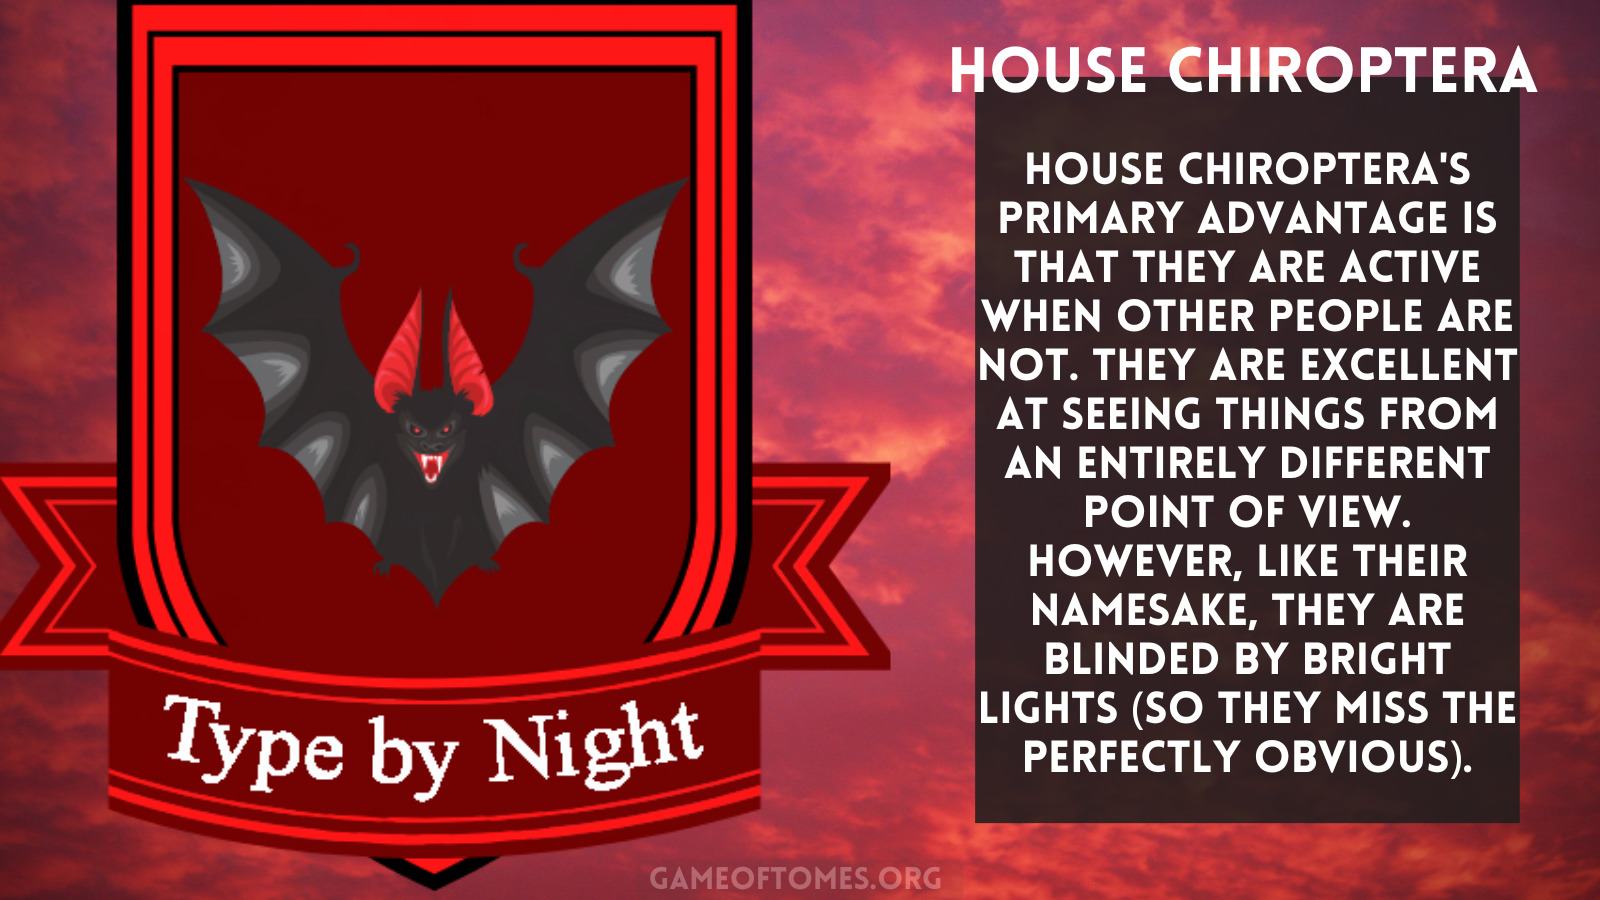 HOUSE CHIROPTERA
HOUSE CHIROPTERA'S
PRIMARY ADVANTAGE IS
THAT THEY ARE ACTIVE
WHEN OTHER PEOPLE ARE
NOT. THEY ARE EXCELLENT
AT SEEING THINGS FROM
AN ENTIRELY DIFFERENT
POINT OF VIEW.
HOWEVER, LIKE THEIR
NAMESAKE, THEY ARE
BLINDED BY BRIGHT
LIGHTS (SO THEY MISS THE
PERFECTLY OBVIOUS).
Type by Night
GAMEOFTOMES.ORG